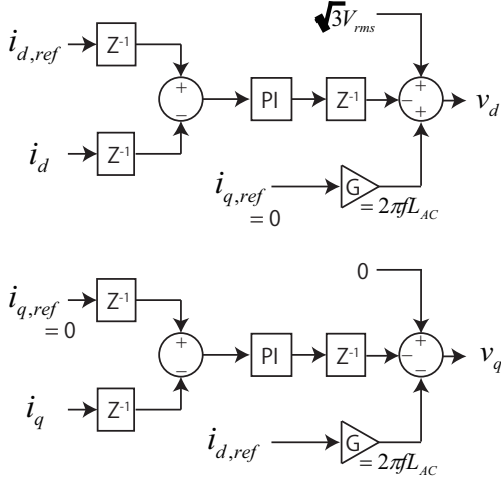 i_{d,ref}
Z⁻¹
+
−
i_d
Z⁻¹
PI
Z⁻¹
√3V_{rms}
+
−
+
v_d
i_{q,ref}
= 0
G
= 2πfL_{AC}
i_{q,ref}
= 0
Z⁻¹
+
−
i_q
Z⁻¹
PI
Z⁻¹
0
+
−
−
v_q
i_{d,ref}
G
= 2πfL_{AC}